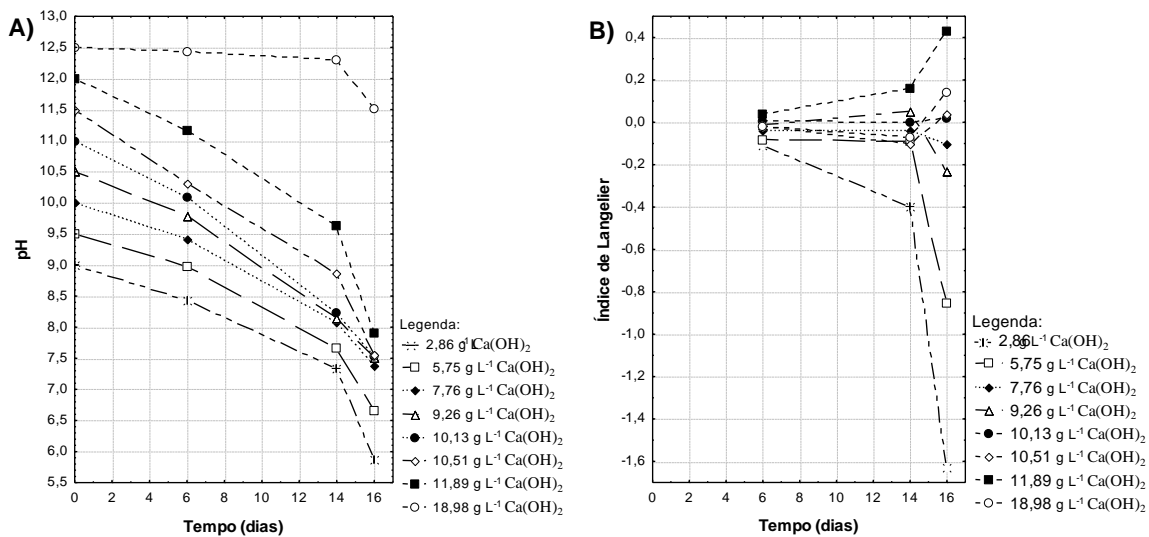 A)
13,0
12,5
12,0
11,5
11,0
10,5
10,0
9,5
9,0
8,5
8,0
7,5
7,0
6,5
6,0
5,5
pH
0 2 4 6 8 10 12 14 16
Tempo (dias)
Legenda:
2,86 g L⁻¹ Ca(OH)₂
5,75 g L⁻¹ Ca(OH)₂
7,76 g L⁻¹ Ca(OH)₂
9,26 g L⁻¹ Ca(OH)₂
10,13 g L⁻¹ Ca(OH)₂
10,51 g L⁻¹ Ca(OH)₂
11,89 g L⁻¹ Ca(OH)₂
18,98 g L⁻¹ Ca(OH)₂
B)
0,4
0,2
0,0
-0,2
-0,4
-0,6
-0,8
-1,0
-1,2
-1,4
-1,6
Índice de Langelier
0 2 4 6 8 10 12 14 16
Tempo (dias)
Legenda:
2,86 g L⁻¹ Ca(OH)₂
5,75 g L⁻¹ Ca(OH)₂
7,76 g L⁻¹ Ca(OH)₂
9,26 g L⁻¹ Ca(OH)₂
10,13 g L⁻¹ Ca(OH)₂
10,51 g L⁻¹ Ca(OH)₂
11,89 g L⁻¹ Ca(OH)₂
18,98 g L⁻¹ Ca(OH)₂